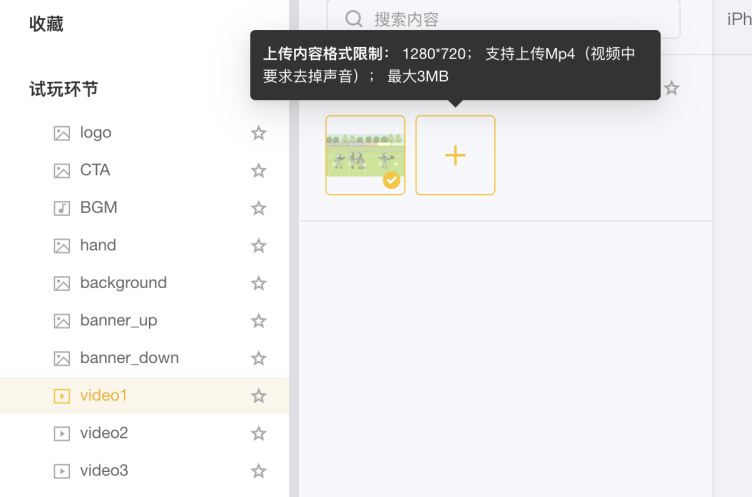 收藏
搜索内容
iPh
上传内容格式限制： 1280*720； 支持上传Mp4（视频中
要求去掉声音）； 最大3MB
试玩环节
logo
CTA
BGM
hand
background
banner_up
banner_down
video1
video2
video3